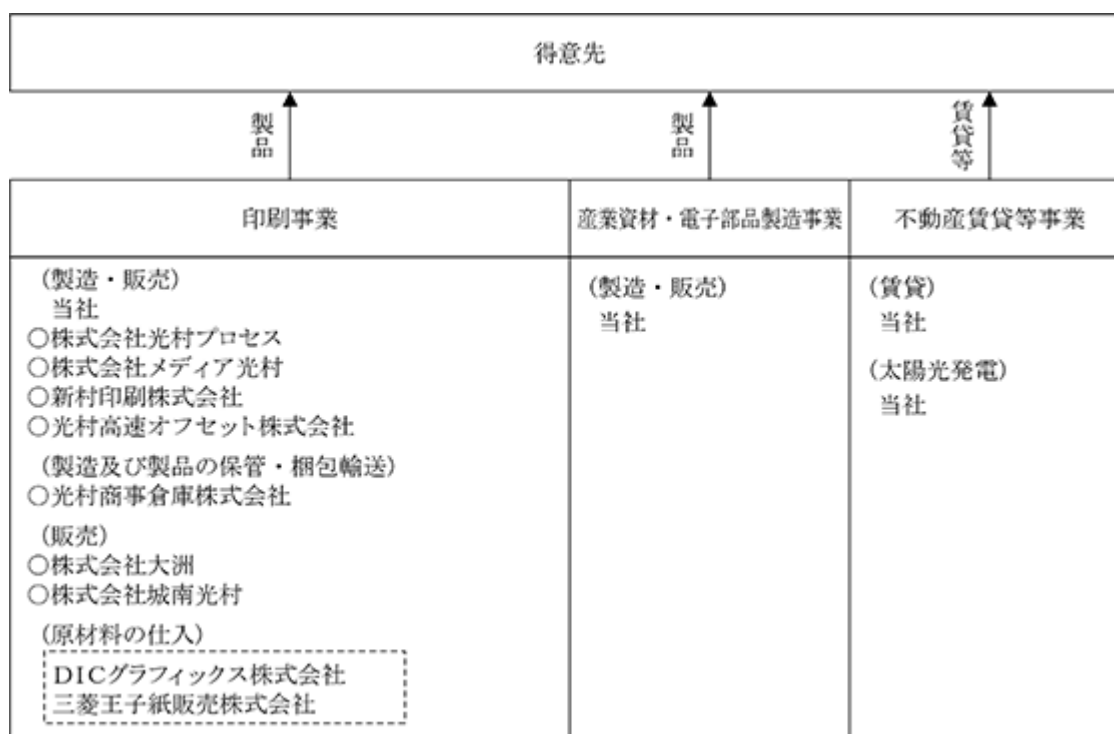 得意先
製品
製品
賃貸等
印刷事業
産業資材・電子部品製造事業
不動産賃貸等事業
(製造・販売)
当社
○株式会社光村プロセス
○株式会社メディア光村
○新村印刷株式会社
○光村高速オフセット株式会社
(製造及び製品の保管・梱包輸送)
○光村商事倉庫株式会社
(販売)
○株式会社大洲
○株式会社城南光村
(原材料の仕入)
DICグラフィックス株式会社
三菱王子紙販売株式会社
(製造・販売)
当社
(賃貸)
当社
(太陽光発電)
当社